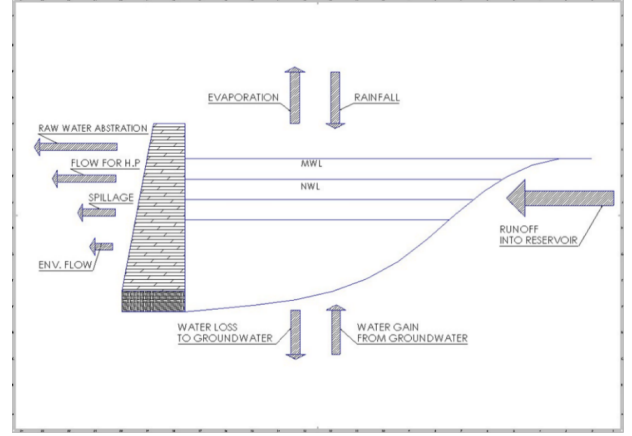 EVAPORATION
RAINFALL
RAW WATER ABSTRATION
FLOW FOR H.P
SPILLAGE
ENV. FLOW
MWL
NWL
RUNOFF
INTO RESERVOIR
WATER LOSS
TO GROUNDWATER
WATER GAIN
FROM GROUNDWATER